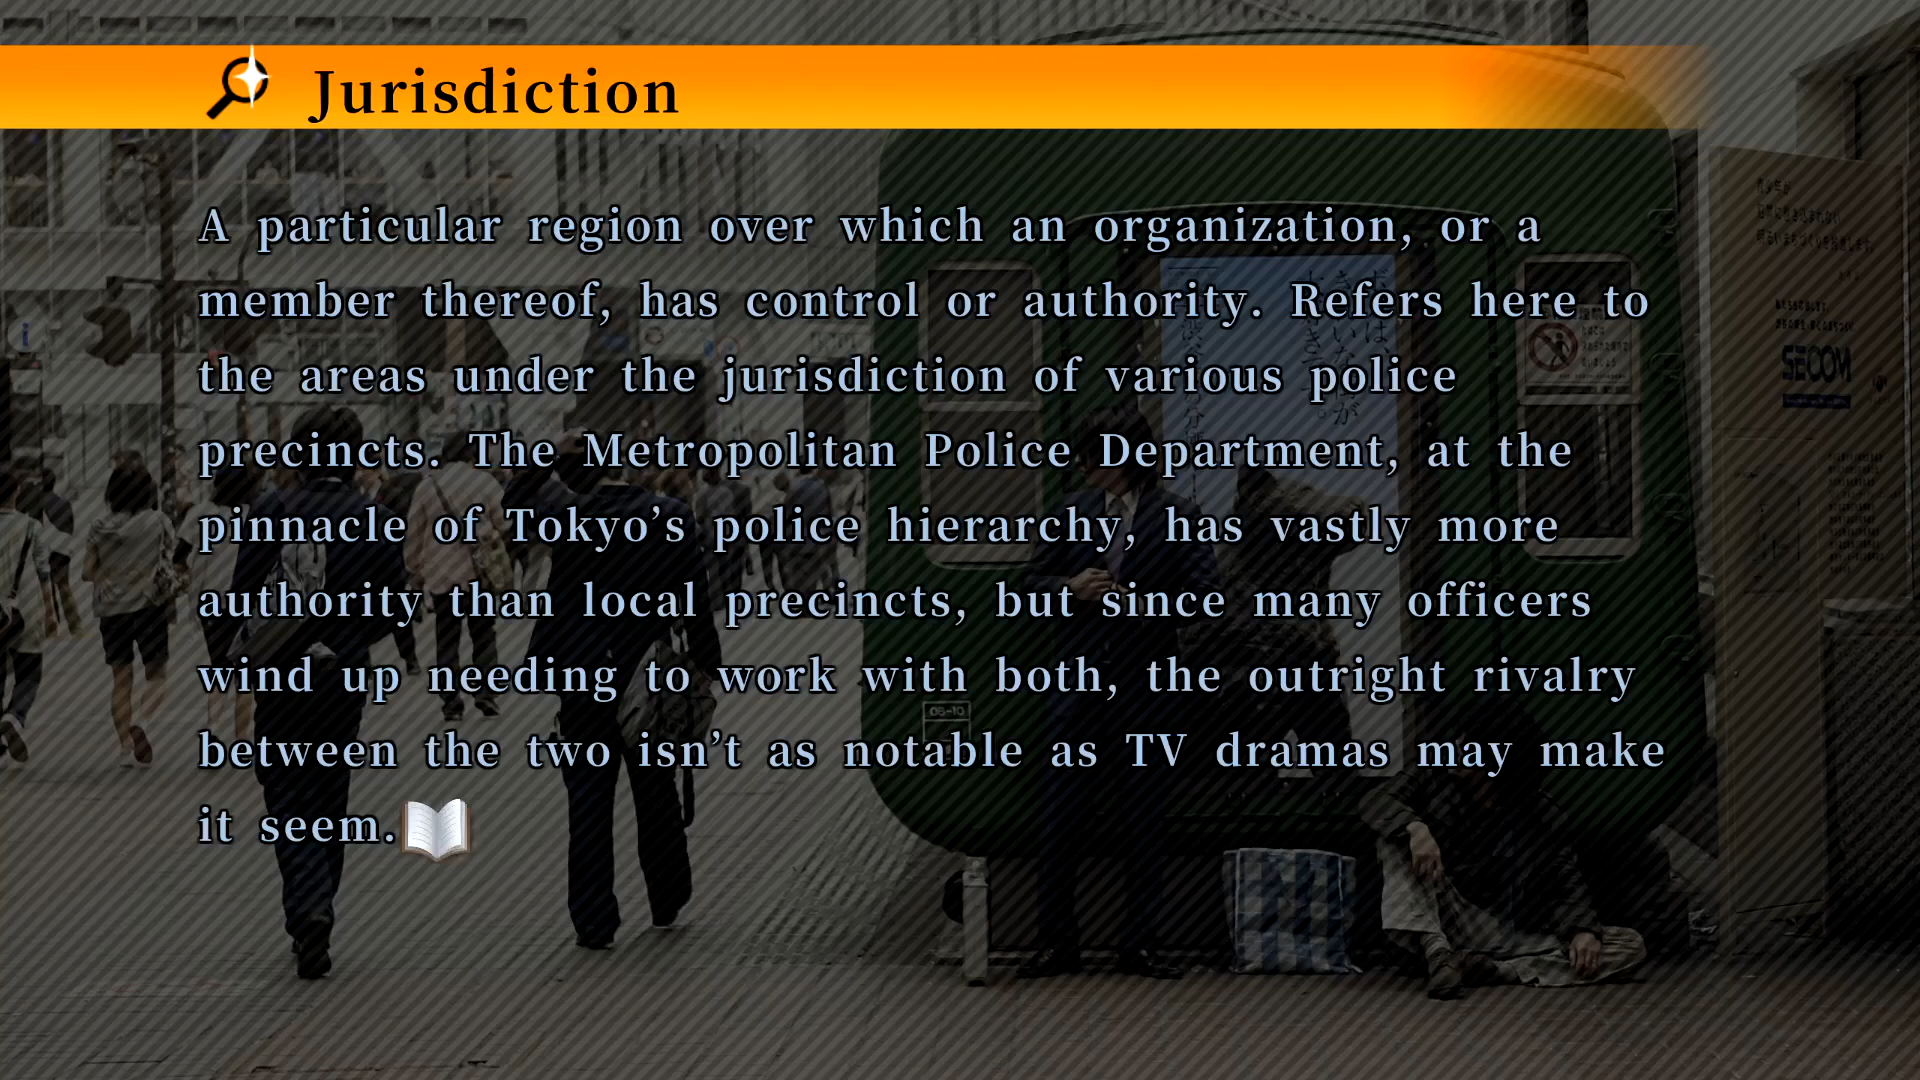 Jurisdiction
A particular region over which an organization, or a
member thereof, has control or authority. Refers here to
the areas under the jurisdiction of various police
precincts. The Metropolitan Police Department, at the
pinnacle of Tokyo’s police hierarchy, has vastly more
authority than local precincts, but since many officers
wind up needing to work with both, the outright rivalry
between the two isn’t as notable as TV dramas may make
it seem.
SECOM
05-10